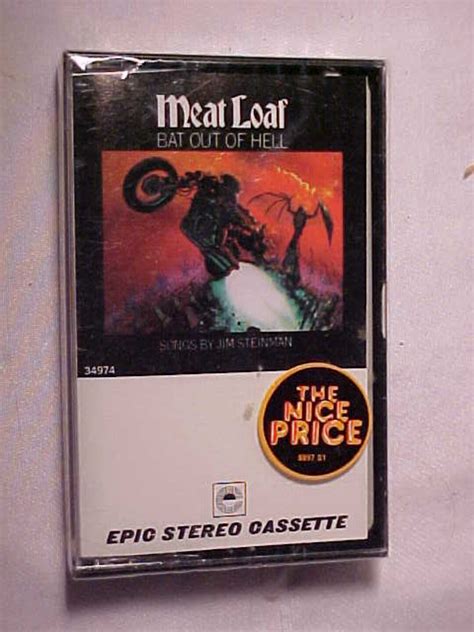 Meat Loaf
BAT OUT OF HELL
SONGS BY JIM STEINMAN
34974
THE
NICE
PRICE
EPIC STEREO CASSETTE